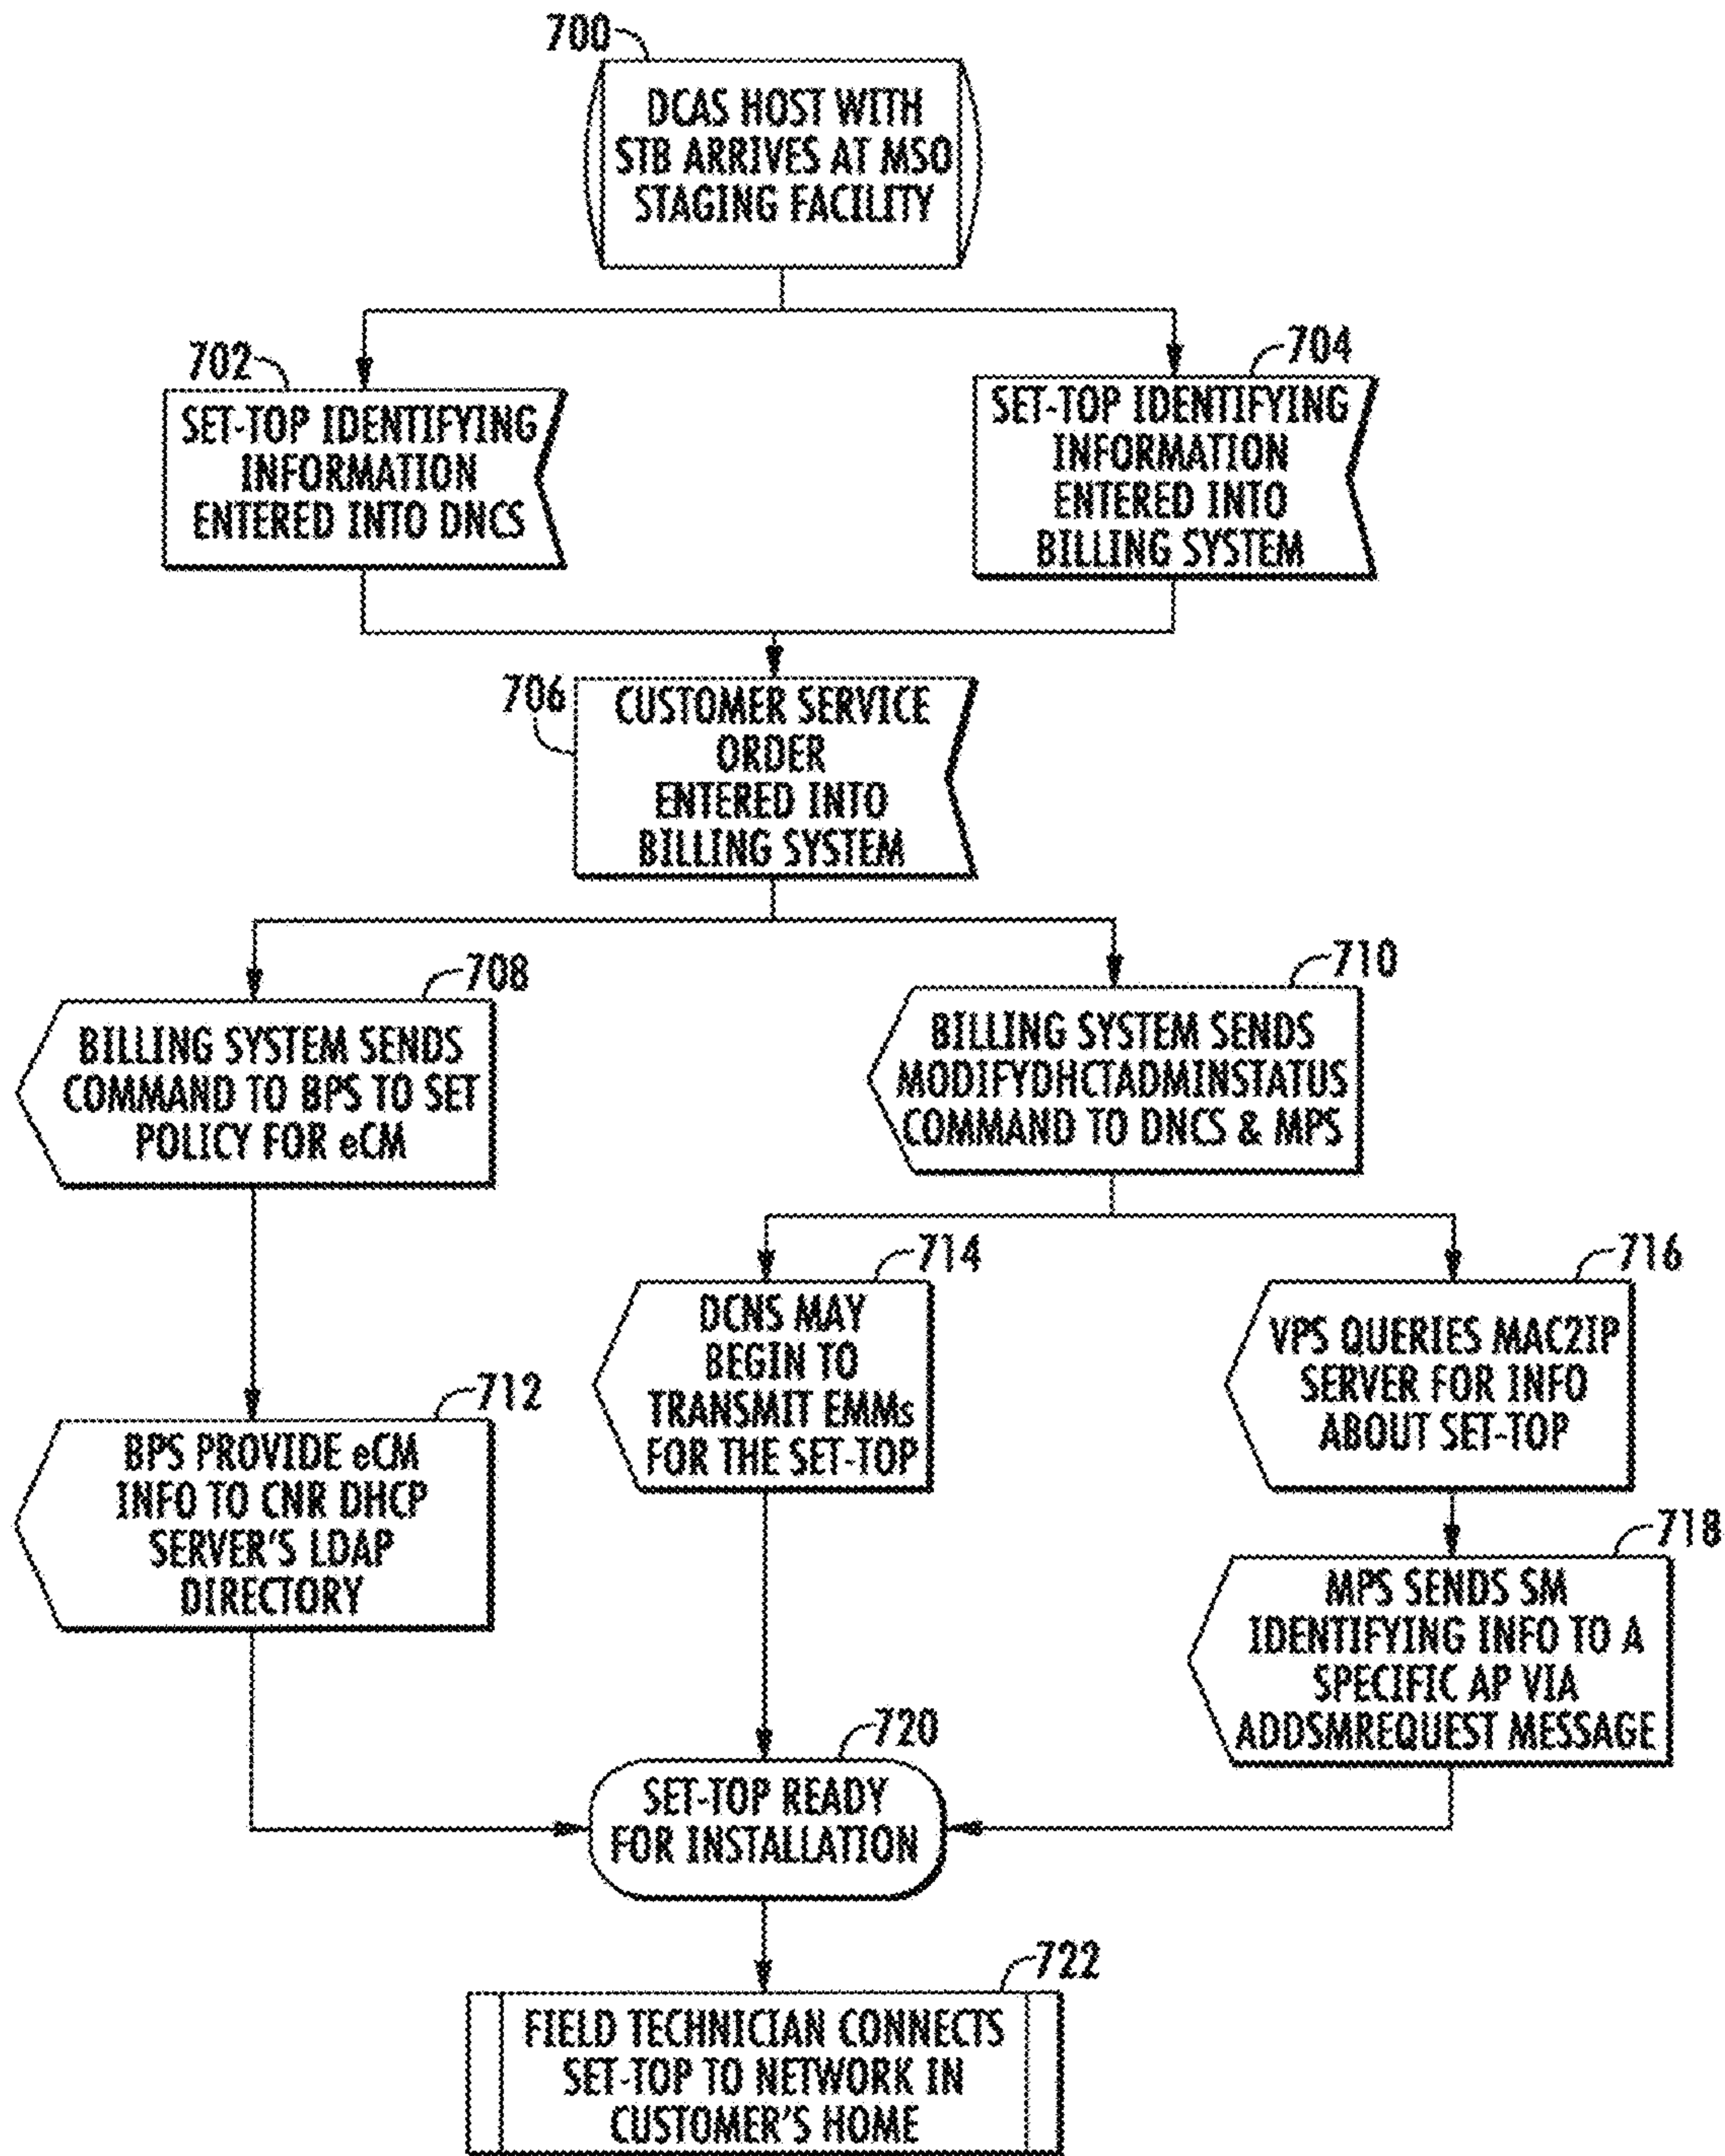 700
DCAS HOST WITH
STB ARRIVES AT MSO
STAGING FACILITY
702
SET-TOP IDENTIFYING
INFORMATION
ENTERED INTO DNCS
704
SET-TOP IDENTIFYING
INFORMATION
ENTERED INTO
BILLING SYSTEM
706
CUSTOMER SERVICE
ORDER
ENTERED INTO
BILLING SYSTEM
708
BILLING SYSTEM SENDS
COMMAND TO BPS TO SET
POLICY FOR eCM
710
BILLING SYSTEM SENDS
MODIFYDHCTADMINSTATUS
COMMAND TO DNCS & MPS
712
BPS PROVIDE eCM
INFO TO CNR DHCP
SERVER'S LDAP
DIRECTORY
714
DCNS MAY
BEGIN TO
TRANSMIT EMMs
FOR THE SET-TOP
716
VPS QUERIES MAC2IP
SERVER FOR INFO
ABOUT SET-TOP
718
MPS SENDS SM
IDENTIFYING INFO TO A
SPECIFIC AP VIA
ADDSMREQUEST MESSAGE
720
SET-TOP READY
FOR INSTALLATION
722
FIELD TECHNICIAN CONNECTS
SET-TOP TO NETWORK IN
CUSTOMER'S HOME